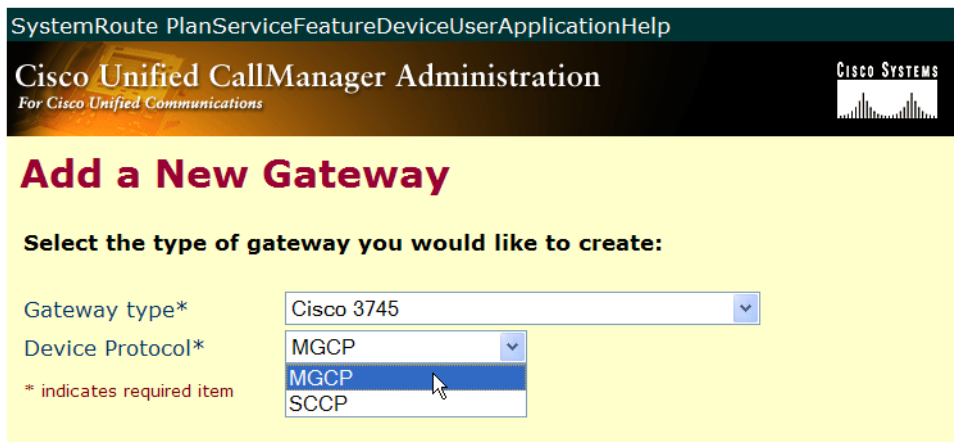 SystemRoute PlanServiceFeatureDeviceUserApplicationHelp
Cisco Unified CallManager Administration
For Cisco Unified Communications
CISCO SYSTEMS
Add a New Gateway
Select the type of gateway you would like to create:
Gateway type* Cisco 3745
Device Protocol* MGCP
MGCP
SCCP
* indicates required item